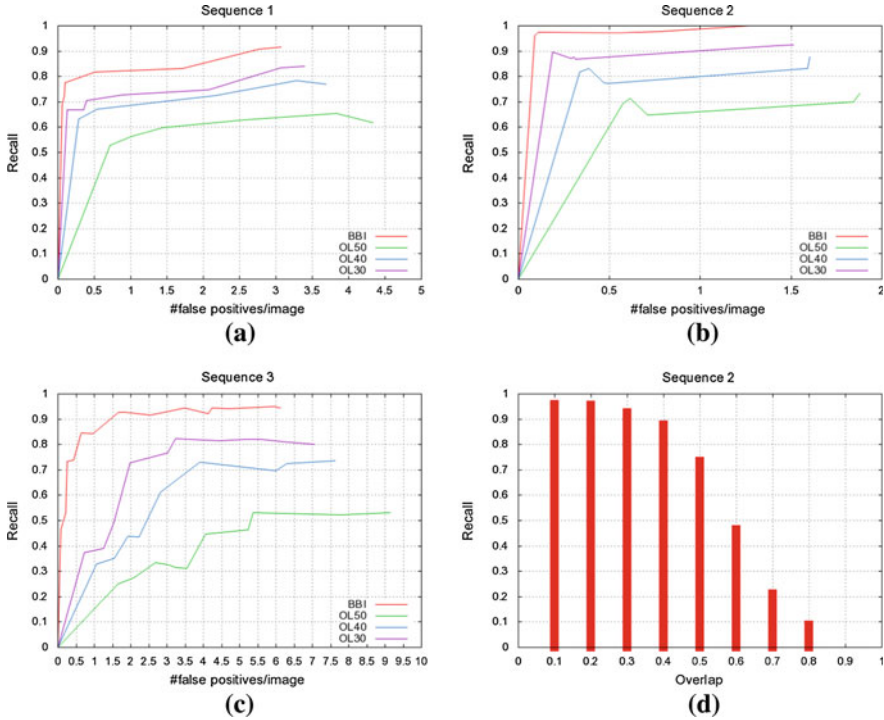 Sequence 1
1
0.9
0.8
0.7
0.6
0.5
0.4
0.3
0.2
0.1
0
Recall
BBI
OL50
OL40
OL30
0 0.5 1 1.5 2 2.5 3 3.5 4 4.5 5
#false positives/image
(a)
Sequence 2
1
0.9
0.8
0.7
0.6
0.5
0.4
0.3
0.2
0.1
0
Recall
BBI
OL50
OL40
OL30
0 0.5 1 1.5 2
#false positives/image
(b)
Sequence 3
1
0.9
0.8
0.7
0.6
0.5
0.4
0.3
0.2
0.1
0
Recall
BBI
OL50
OL40
OL30
0 0.5 1 1.5 2 2.5 3 3.5 4 4.5 5 5.5 6 6.5 7 7.5 8 8.5 9 9.5 10
#false positives/image
(c)
Sequence 2
1
0.9
0.8
0.7
0.6
0.5
0.4
0.3
0.2
0.1
0
Recall
0 0.1 0.2 0.3 0.4 0.5 0.6 0.7 0.8 0.9 1
Overlap
(d)